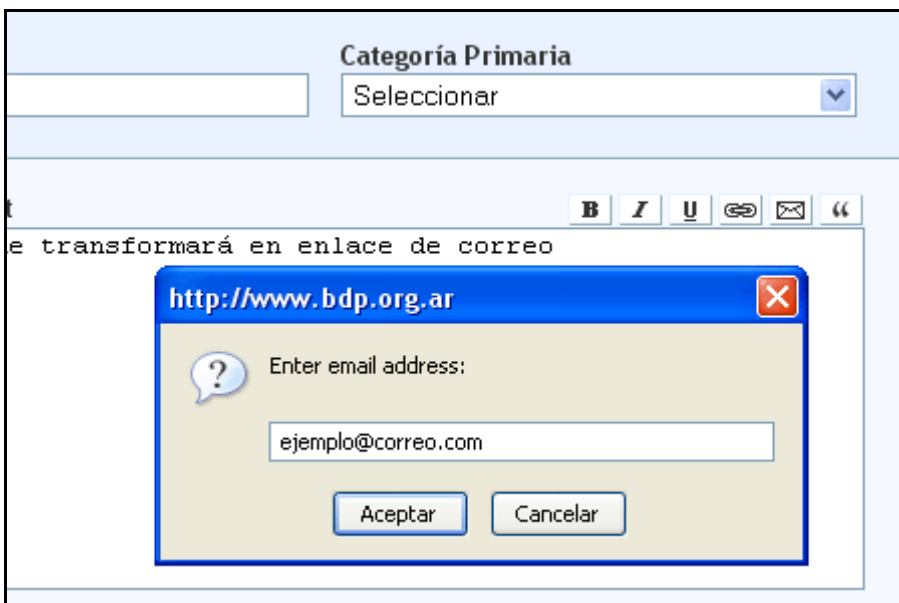 Categoría Primaria
Seleccionar
B I U “
e transformará en enlace de correo
http://www.bdp.org.ar
?
Enter email address:
ejemplo@correo.com
Aceptar Cancelar